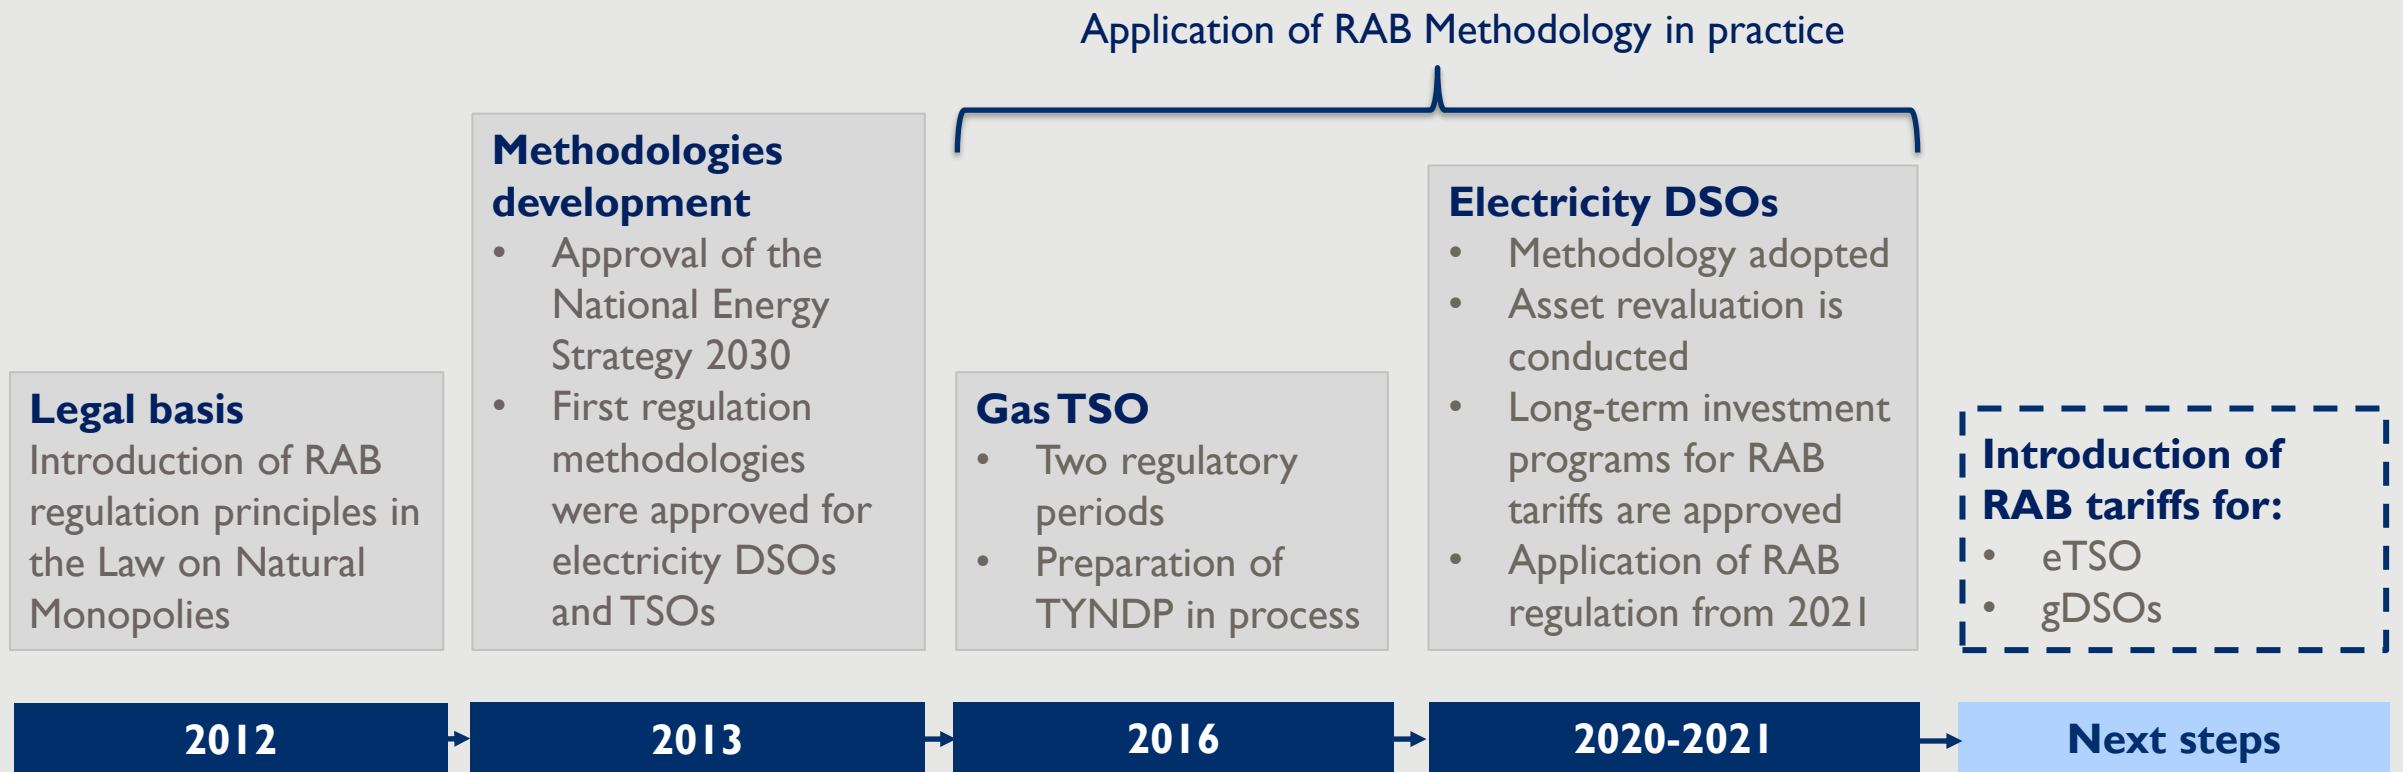 Application of RAB Methodology in practice
Legal basis
Introduction of RAB
regulation principles in
the Law on Natural
Monopolies
Methodologies
development
• Approval of the
National Energy
Strategy 2030
• First regulation
methodologies
were approved for
electricity DSOs
and TSOs
Gas TSO
• Two regulatory
periods
• Preparation of
TYNDP in process
Electricity DSOs
• Methodology adopted
• Asset revaluation is
conducted
• Long-term investment
programs for RAB
tariffs are approved
• Application of RAB
regulation from 2021
Introduction of
RAB tariffs for:
• eTSO
• gDSOs
2012
2013
2016
2020-2021
Next steps